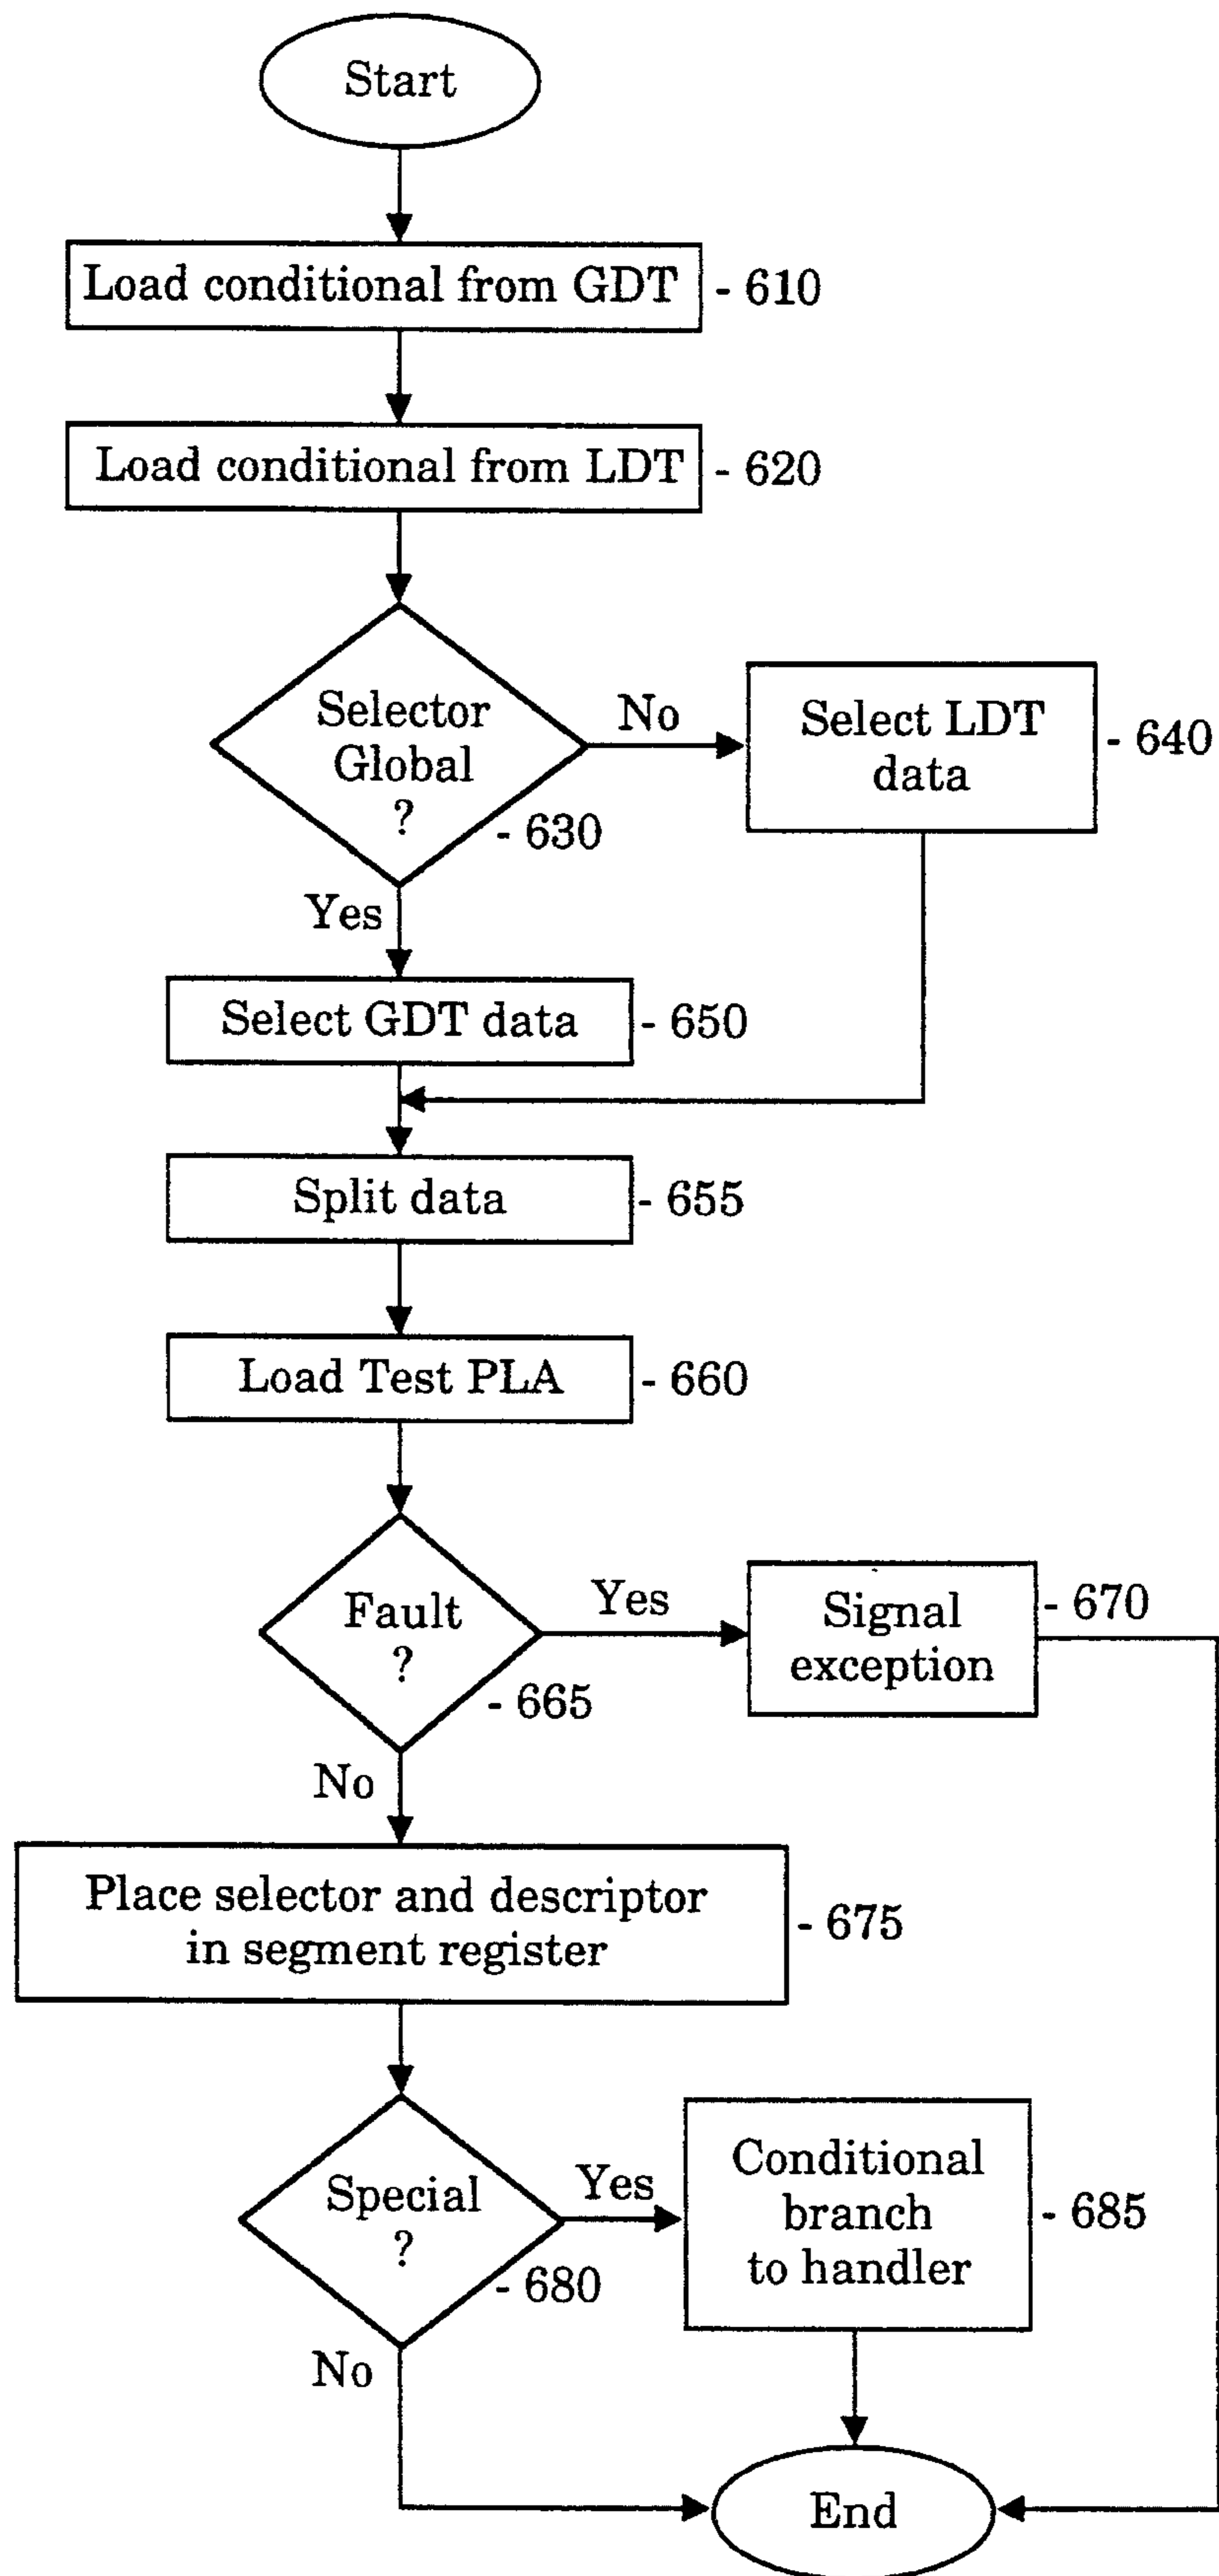 Start
Load conditional from GDT - 610
Load conditional from LDT - 620
Selector
Global
?
- 630
No
Select LDT
data
- 640
Yes
Select GDT data - 650
Split data - 655
Load Test PLA - 660
Fault
?
- 665
Yes
Signal
exception
- 670
No
Place selector and descriptor
in segment register
- 675
Special
?
- 680
Yes
Conditional
branch
to handler
- 685
No
End